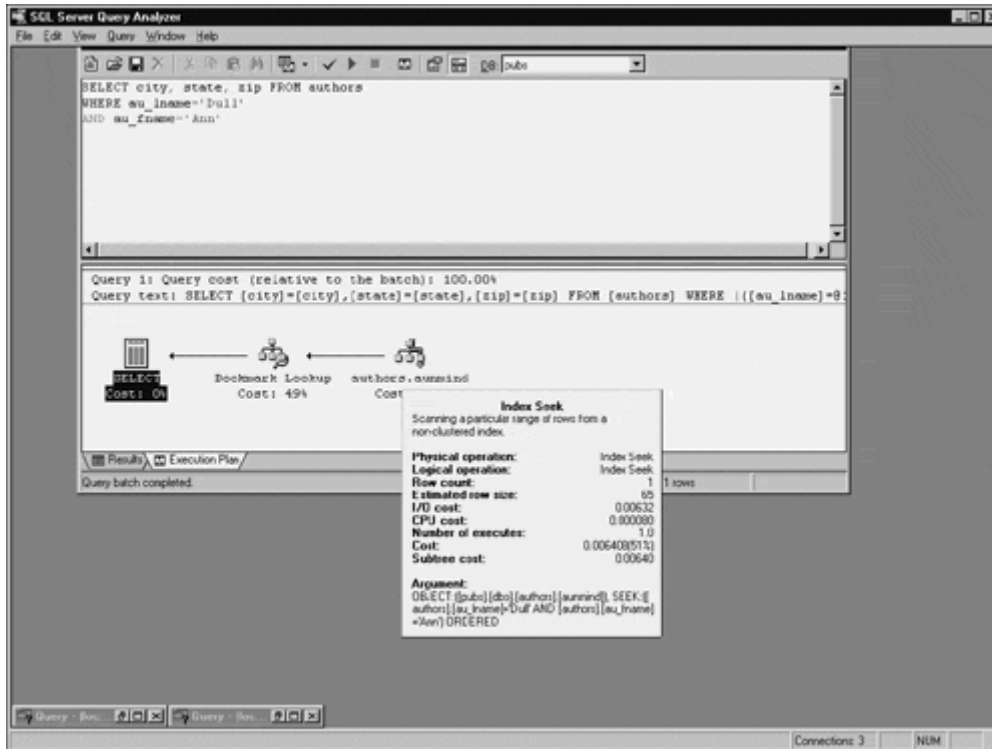 SQL Server Query Analyzer
File Edit View Query Window Help
DB: pubs
SELECT city, state, zip FROM authors
WHERE au_lname='Dull'
AND au_fname='Ann'
Query 1: Query cost (relative to the batch): 100.00%
Query text: SELECT [city]=[city],[state]=[state],[zip]=[zip] FROM [authors] WHERE
SELECT
Cost: 0%
Bookmark Lookup
Cost: 49%
authors.aunmind
Cost
Index Seek
Scanning a particular range of rows from a
non-clustered index.
Physical operation: Index Seek
Logical operation: Index Seek
Row count: 1
Estimated row size: 65
I/O cost: 0.00632
CPU cost: 0.000080
Number of executes: 1.0
Cost: 0.006408(51%)
Subtree cost: 0.00640
Argument:
OBJECT:([pubs].[dbo].[authors].[aunmind]), SEEK:([
authors].[au_lname]='Dull' AND [authors].[au_fname]
='Ann') ORDERED
Results Execution Plan
Query batch completed. 1 rows
Query - Query -
Connections: 3 NUM